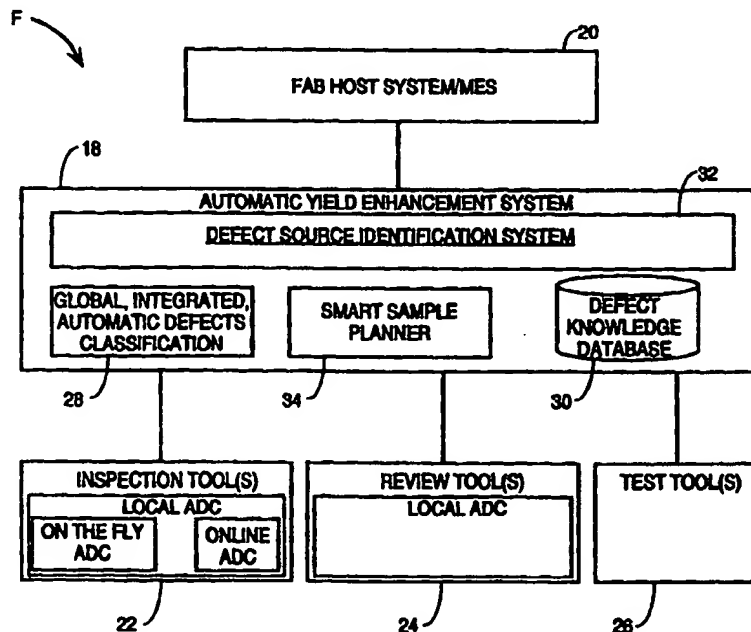 F
20
FAB HOST SYSTEM/MES
18
32
AUTOMATIC YIELD ENHANCEMENT SYSTEM
DEFECT SOURCE IDENTIFICATION SYSTEM
GLOBAL, INTEGRATED,
AUTOMATIC DEFECTS
CLASSIFICATION
SMART SAMPLE
PLANNER
DEFECT
KNOWLEDGE
DATABASE
28
34
30
INSPECTION TOOL(S)
LOCAL ADC
ON THE FLY
ADC
ONLINE
ADC
REVIEW TOOL(S)
LOCAL ADC
TEST TOOL(S)
22
24
26